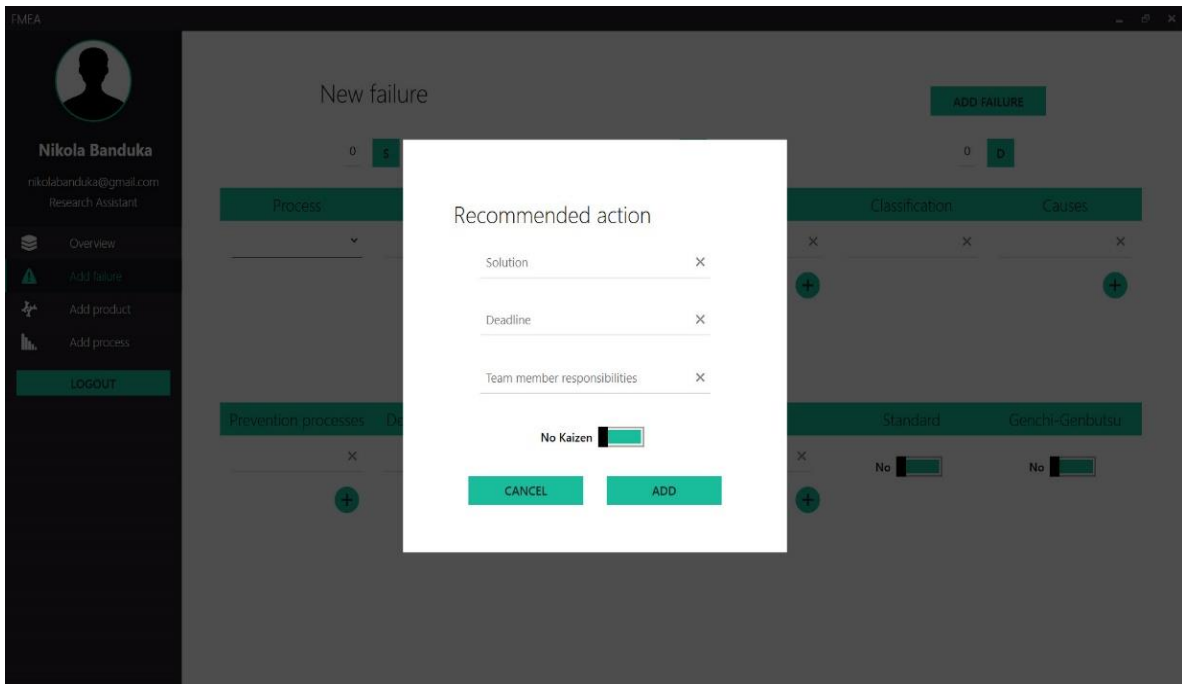 FMEA
Nikola Banduka
nikolabanduka@gmail.com
Research Assistant
Overview
Add failure
Add product
Add process
LOGOUT
New failure
ADD FAILURE
0 S
0 D
Process
Classification
Causes
Recommended action
Solution
Deadline
Team member responsibilities
No Kaizen
CANCEL
ADD
Prevention processes
Standard
Genchi-Genbutsu
No
No